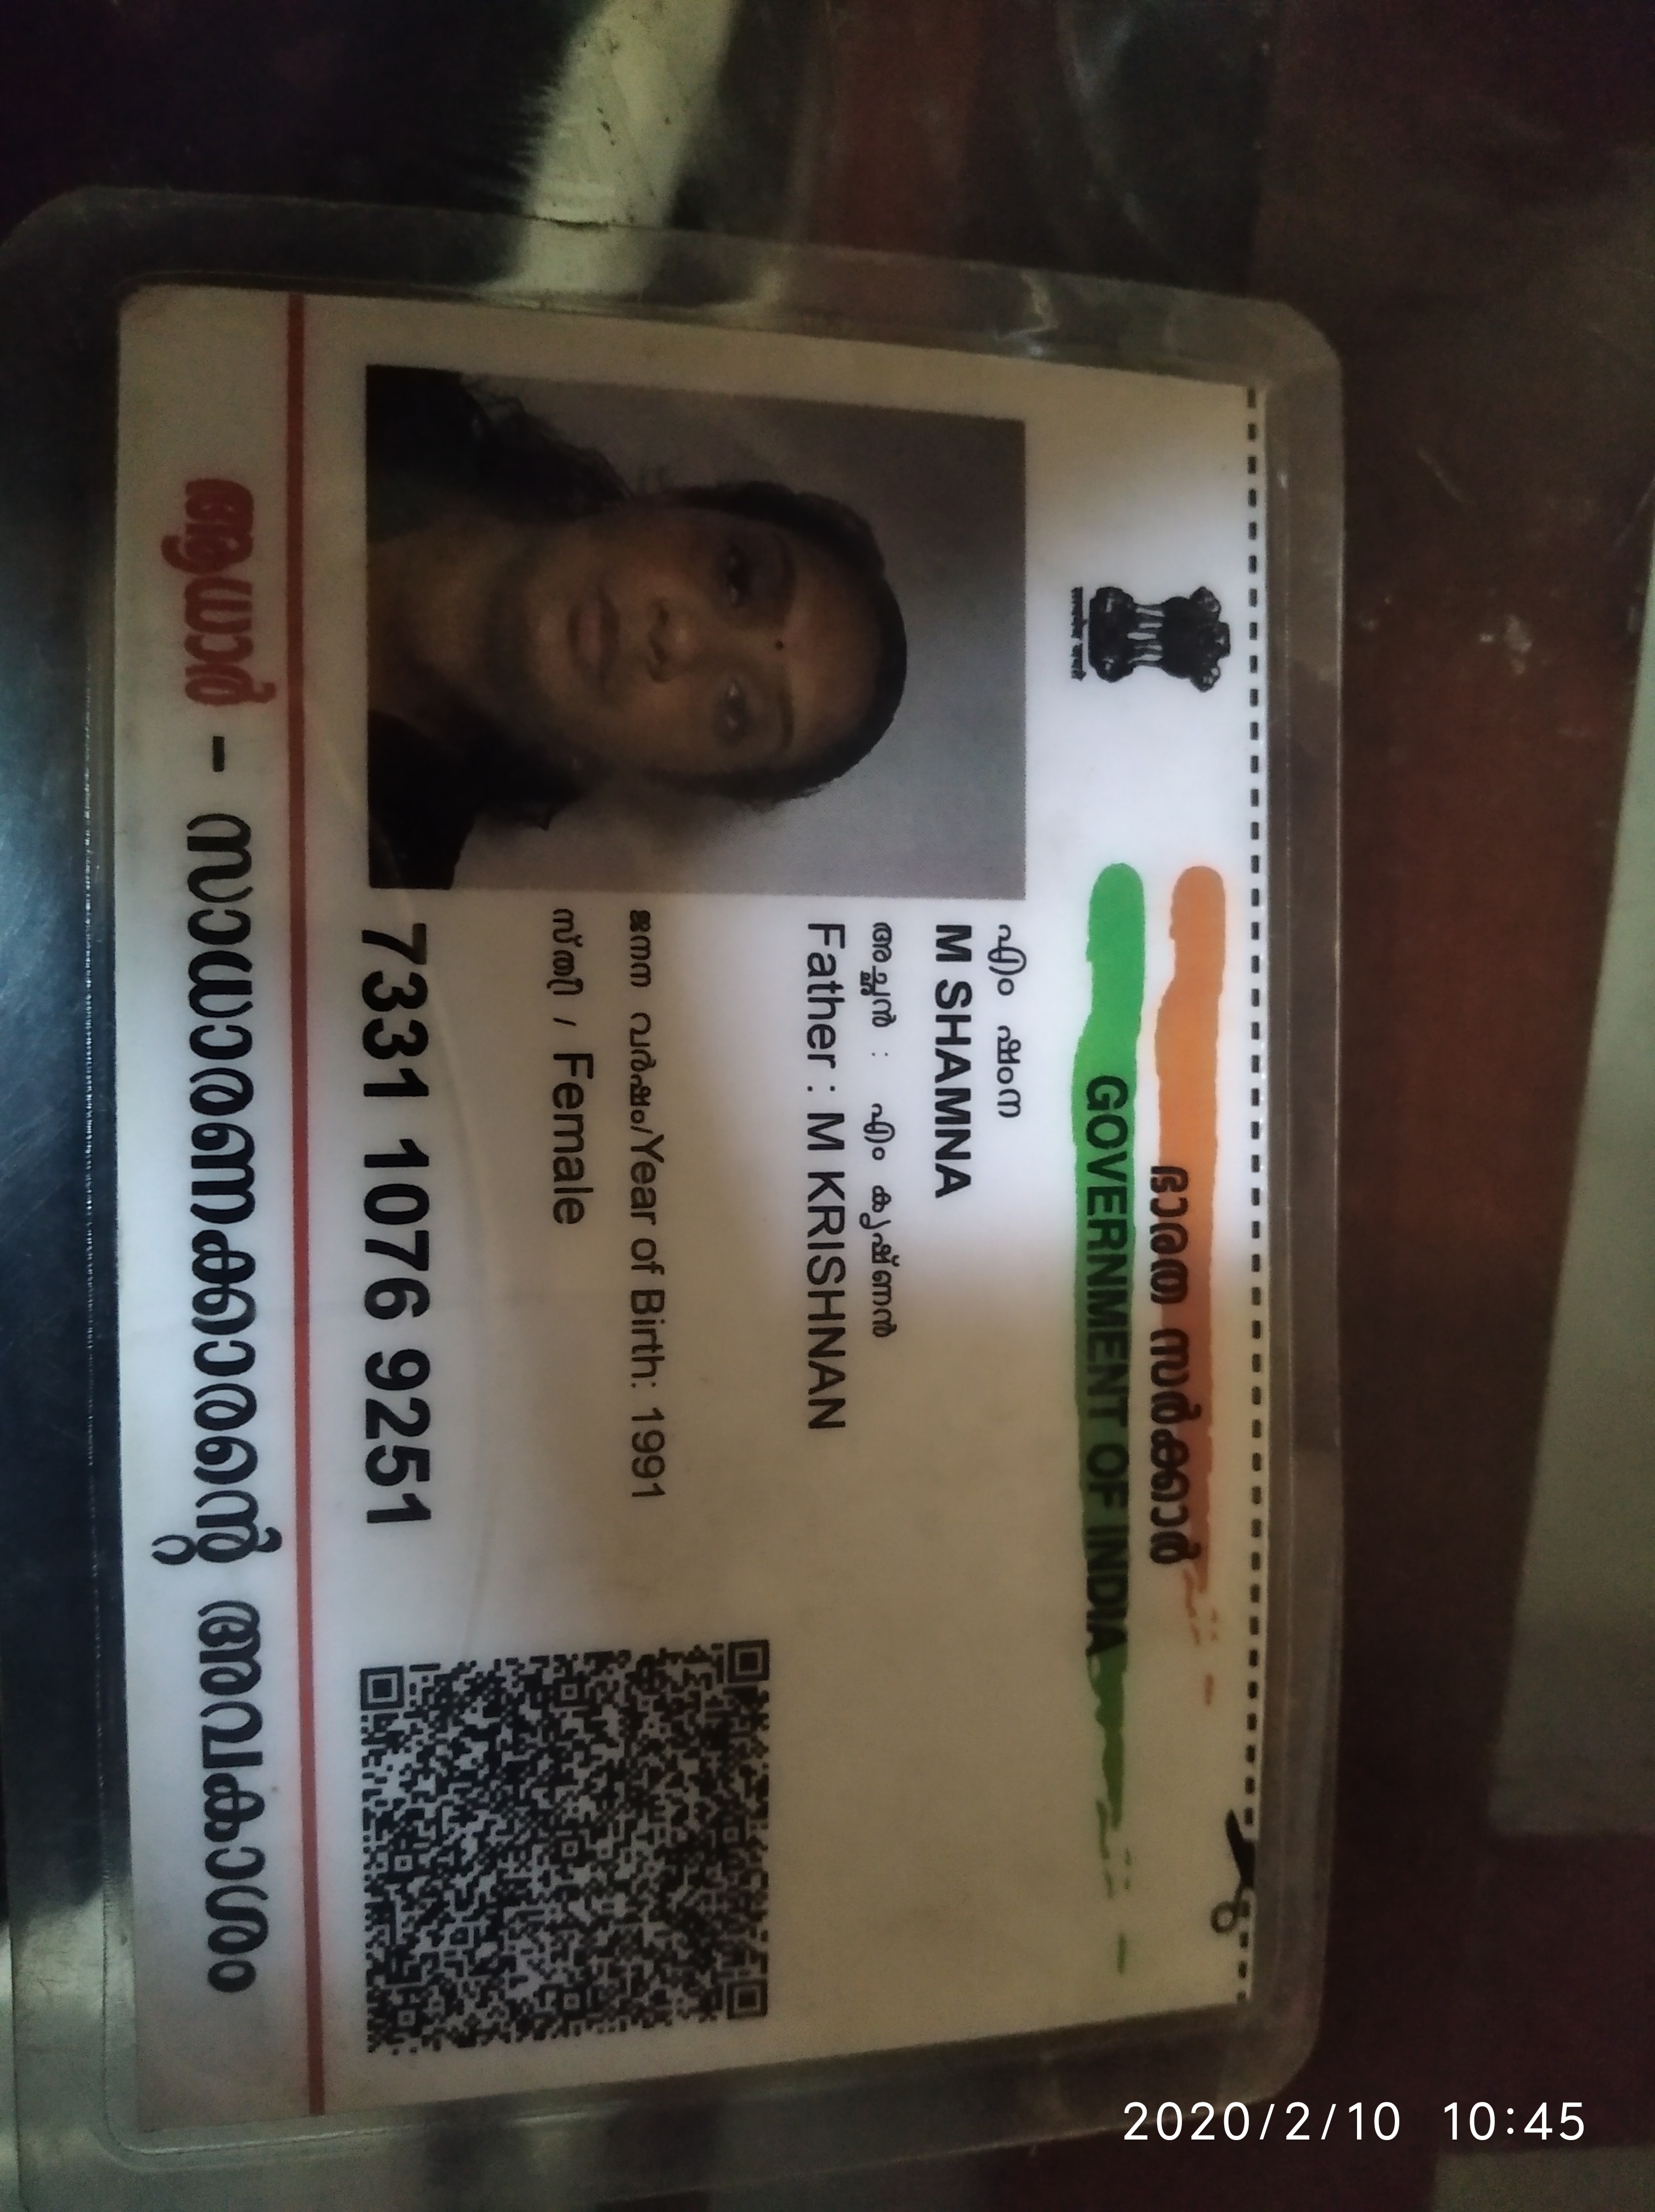 ഭാരത സർക്കാർ
GOVERNMENT OF INDIA
എം ഷംന
M SHAMNA
അച്ഛൻ : എം കൃഷ്ണൻ
Father : M KRISHNAN
ജനന വർഷം/Year of Birth: 1991
സ്ത്രീ / Female
7331 1076 9251
ആധാർ - സാധാരണക്കാരന്റെ അവകാശം
2020/2/10 10:45